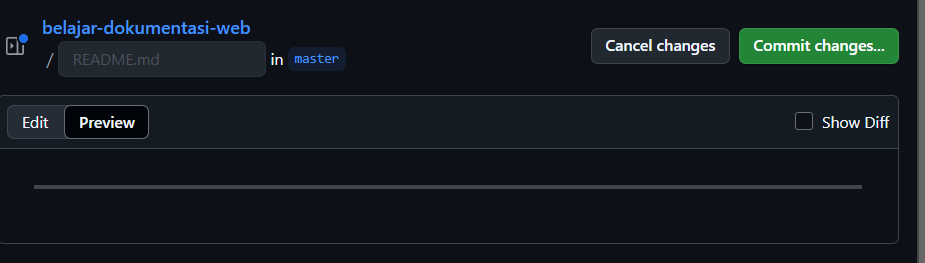 belajar-dokumentasi-web
/ README.md in master
Cancel changes
Commit changes...
Edit
Preview
Show Diff